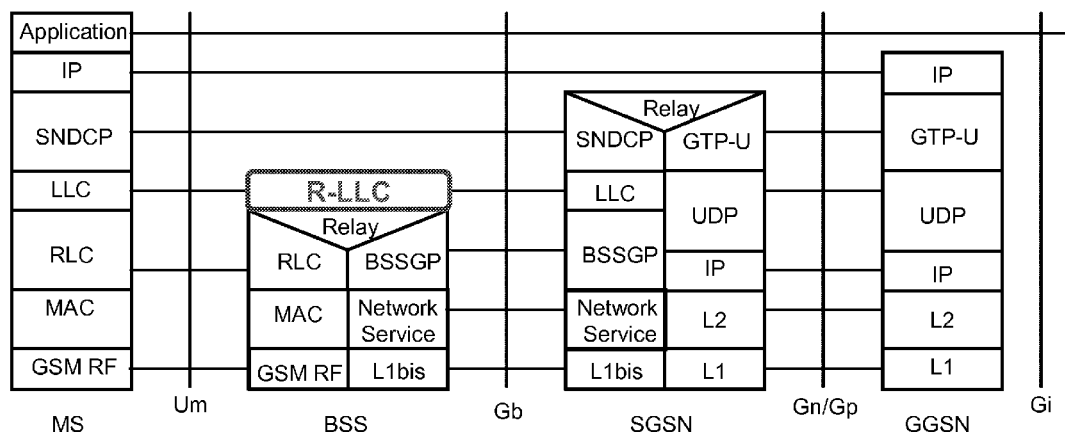 Application
IP
SNDCP
LLC
RLC
MAC
GSM RF
MS
Um
R-LLC
Relay
RLC
BSSGP
MAC
Network
Service
GSM RF
L1bis
BSS
Gb
Relay
SNDCP
GTP-U
LLC
UDP
BSSGP
IP
Network
Service
L2
L1bis
L1
SGSN
Gn/Gp
IP
GTP-U
UDP
IP
L2
L1
GGSN
Gi